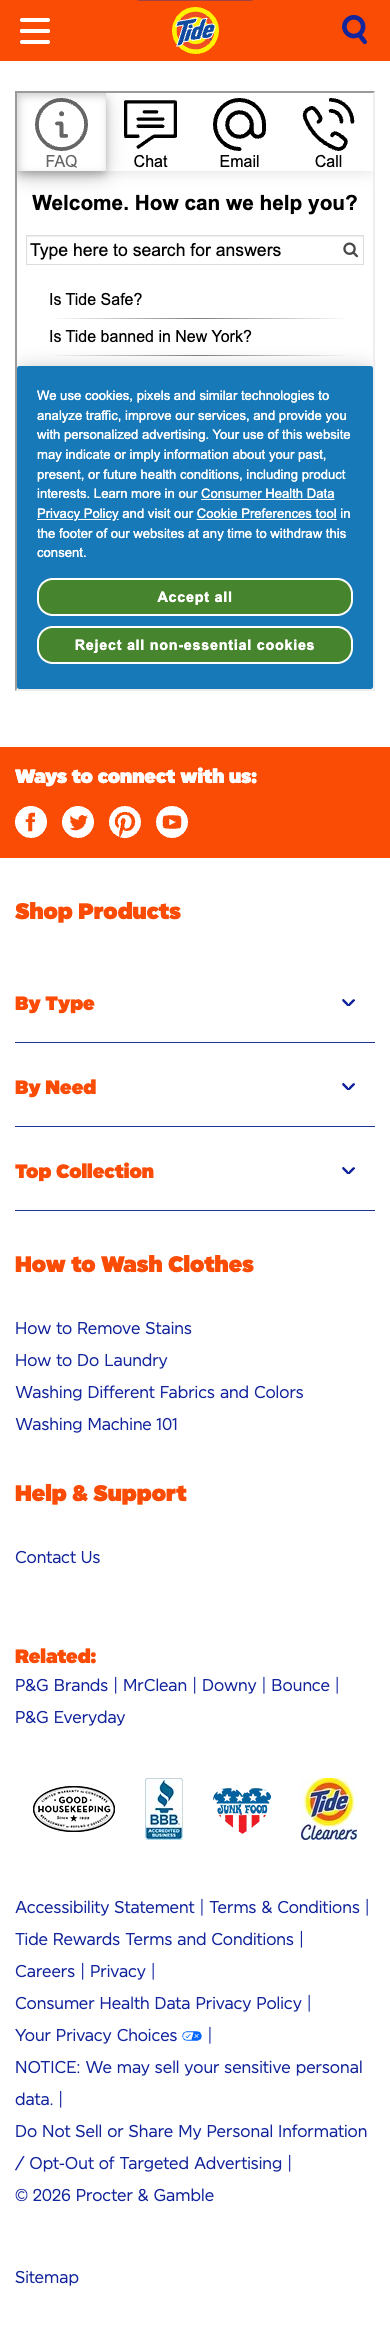 Tide
FAQ
Chat
Email
Call
Welcome. How can we help you?
Type here to search for answers
Is Tide Safe?
Is Tide banned in New York?
We use cookies, pixels and similar technologies to
analyze traffic, improve our services, and provide you
with personalized advertising. Your use of this website
may indicate or imply information about your past,
present, or future health conditions, including product
interests. Learn more in our Consumer Health Data
Privacy Policy and visit our Cookie Preferences tool in
the footer of our websites at any time to withdraw this
consent.
Accept all
Reject all non-essential cookies
Ways to connect with us:
Shop Products
By Type
By Need
Top Collection
How to Wash Clothes
How to Remove Stains
How to Do Laundry
Washing Different Fabrics and Colors
Washing Machine 101
Help & Support
Contact Us
Related:
P&G Brands | MrClean | Downy | Bounce |
P&G Everyday
GOOD
HOUSEKEEPING
Since 1909
BBB
ACCREDITED
BUSINESS
JUNK FOOD
Tide
Cleaners
Accessibility Statement | Terms & Conditions |
Tide Rewards Terms and Conditions |
Careers | Privacy |
Consumer Health Data Privacy Policy |
Your Privacy Choices |
NOTICE: We may sell your sensitive personal
data. |
Do Not Sell or Share My Personal Information
/ Opt-Out of Targeted Advertising |
© 2026 Procter & Gamble
Sitemap